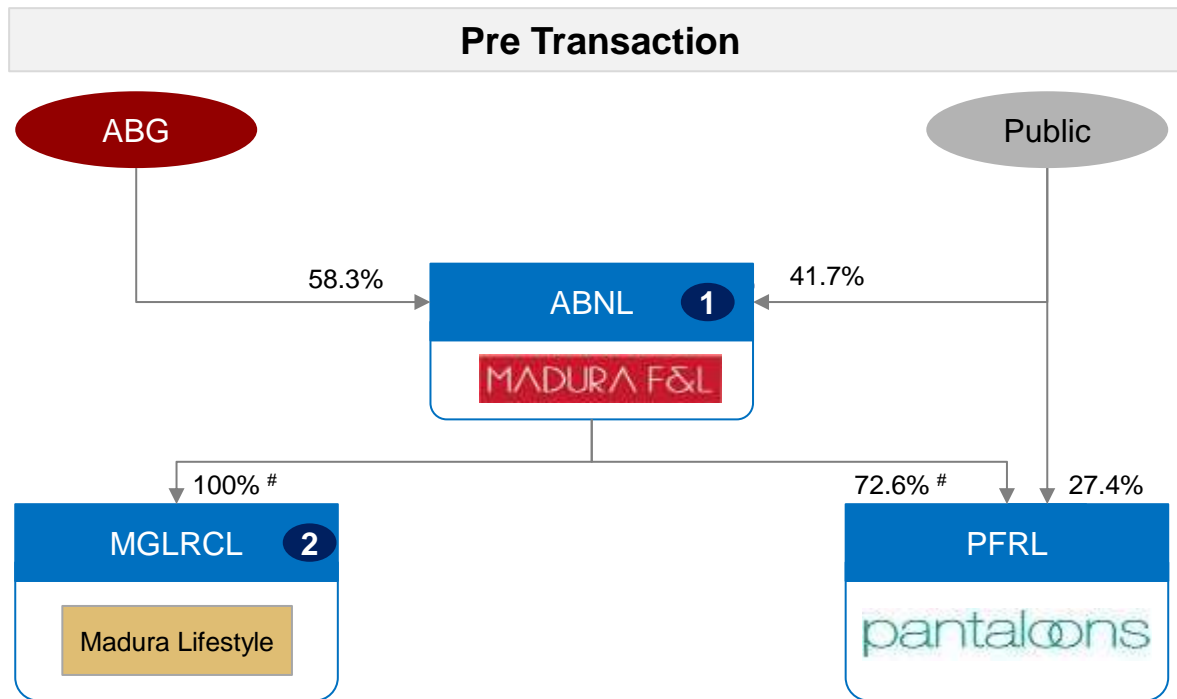 Pre Transaction
ABG
Public
58.3%
ABNL 1
41.7%
MADURA F&L
100% #
72.6% #
27.4%
MGLRCL 2
PFRL
Madura Lifestyle
pantaloons